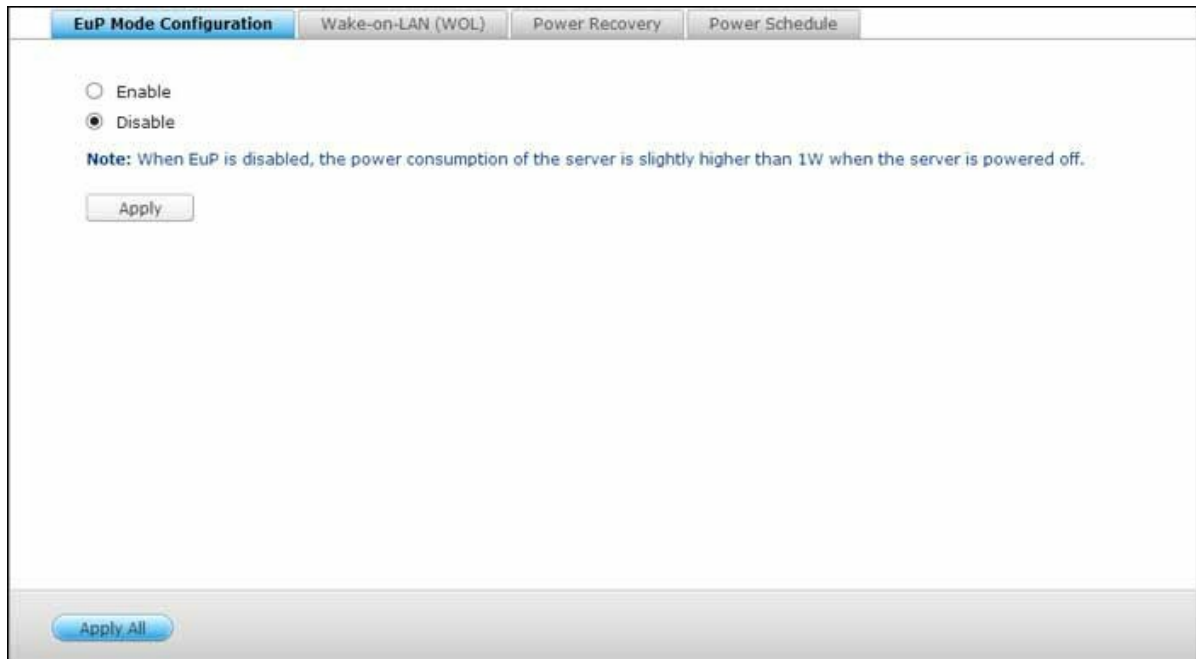 EuP Mode Configuration
Wake-on-LAN (WOL)
Power Recovery
Power Schedule
Enable
Disable
Note: When EuP is disabled, the power consumption of the server is slightly higher than 1W when the server is powered off.
Apply
Apply All